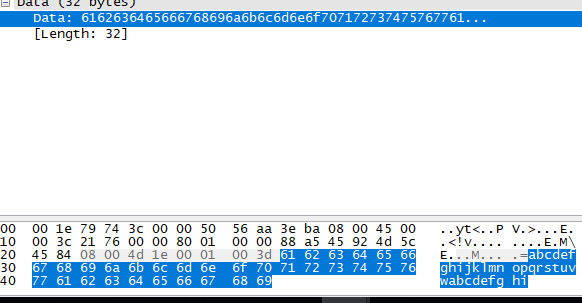 Data (32 bytes)
Data: 6162636465666768696a6b6c6d6e6f707172737475767761...
[Length: 32]
00 00 1e 79 74 3c 00 00 50 56 aa 3e ba 08 00 45 00 ..yt<..P V.>...E.
10 00 3c 21 76 00 00 80 01 00 00 88 a5 45 92 4d 5c .<!v.... ....E.M\
20 45 84 08 00 4d 1e 00 01 00 3d 61 62 63 64 65 66 E...M... .=abcdef
30 67 68 69 6a 6b 6c 6d 6e 6f 70 71 72 73 74 75 76 ghijklmn opqrstuv
40 77 61 62 63 64 65 66 67 68 69 wabcdefg hi